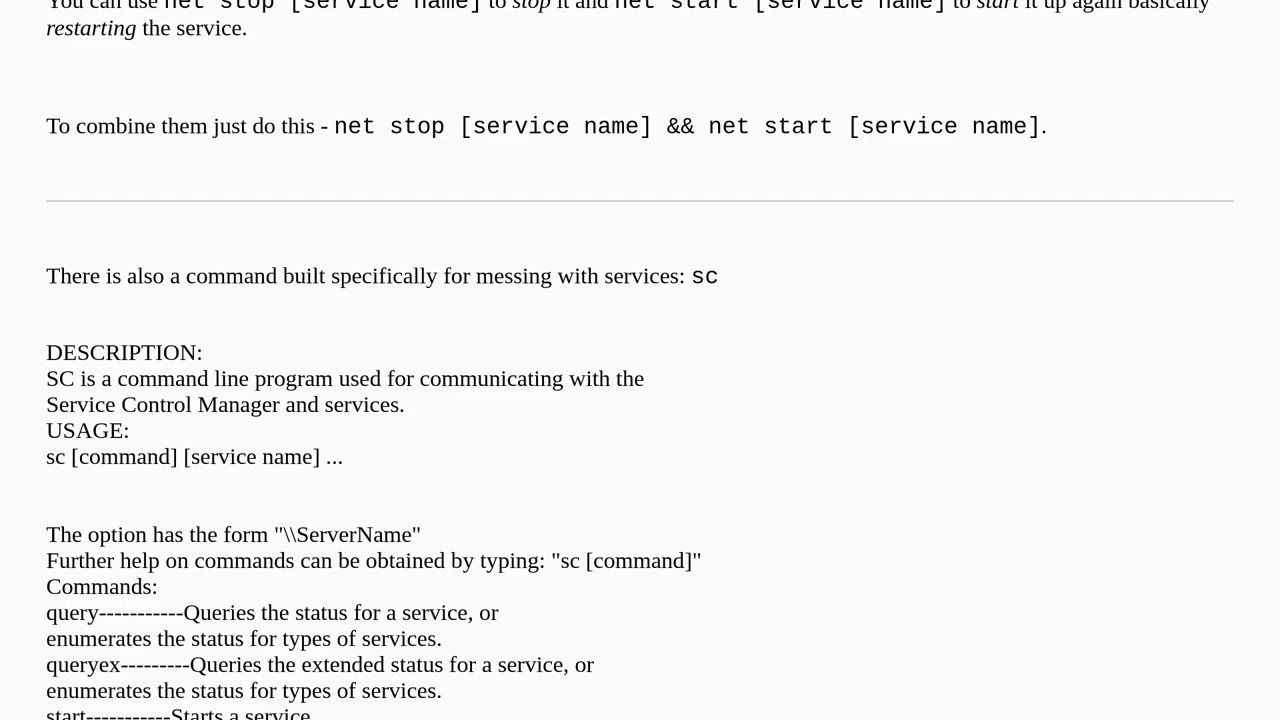 You can use net stop [service name] to stop it and net start [service name] to start it up again basically
restarting the service.
To combine them just do this - net stop [service name] && net start [service name].
There is also a command built specifically for messing with services: sc
DESCRIPTION:
SC is a command line program used for communicating with the
Service Control Manager and services.
USAGE:
sc [command] [service name] ...
The option has the form "\\ServerName"
Further help on commands can be obtained by typing: "sc [command]"
Commands:
query-----------Queries the status for a service, or
enumerates the status for types of services.
queryex---------Queries the extended status for a service, or
enumerates the status for types of services.
start-----------Starts a service.